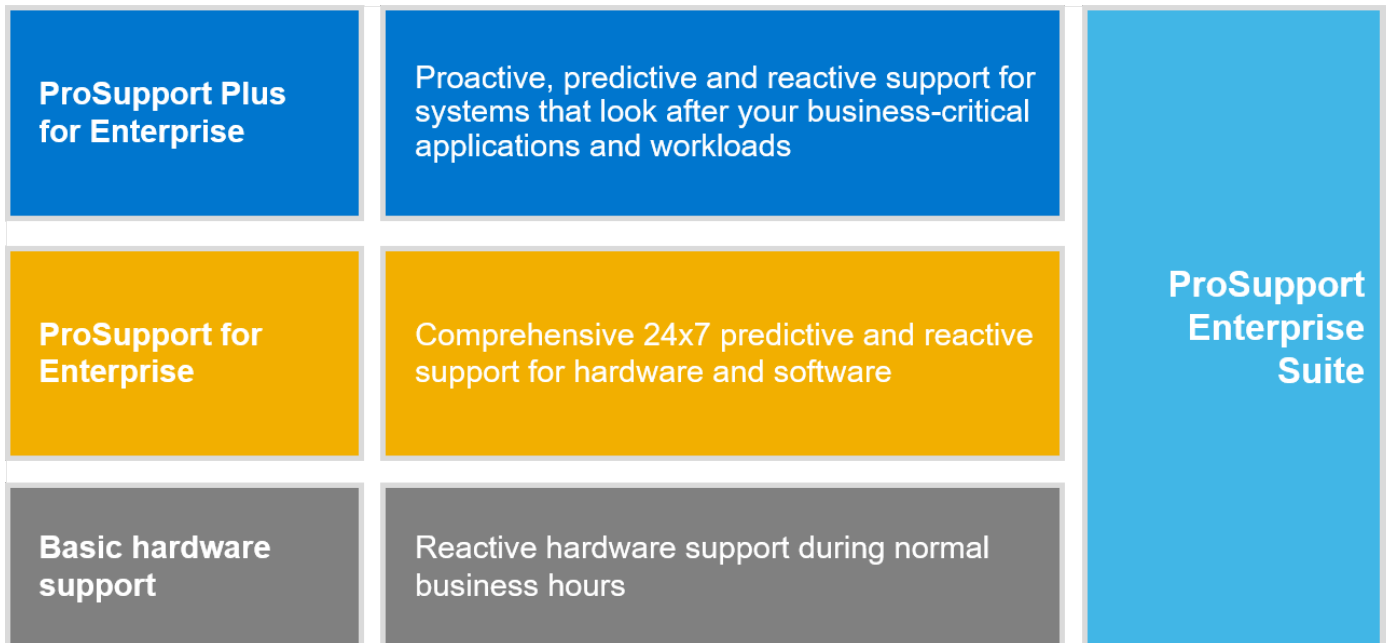 ProSupport Plus
for Enterprise
Proactive, predictive and reactive support for
systems that look after your business-critical
applications and workloads
ProSupport for
Enterprise
Comprehensive 24x7 predictive and reactive
support for hardware and software
Basic hardware
support
Reactive hardware support during normal
business hours
ProSupport
Enterprise
Suite